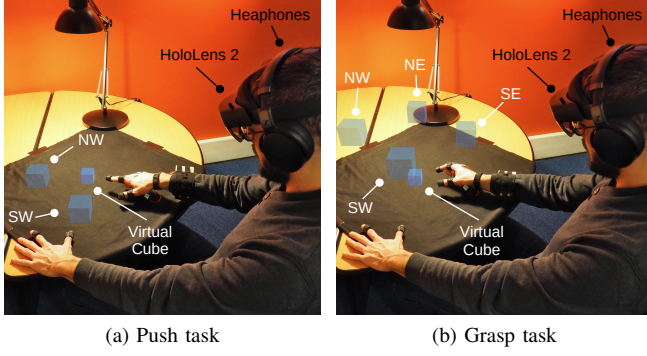 Heaphones
HoloLens 2
NW
SW
Virtual
Cube
(a) Push task
Heaphones
HoloLens 2
NE
NW
SE
SW
Virtual
Cube
(b) Grasp task